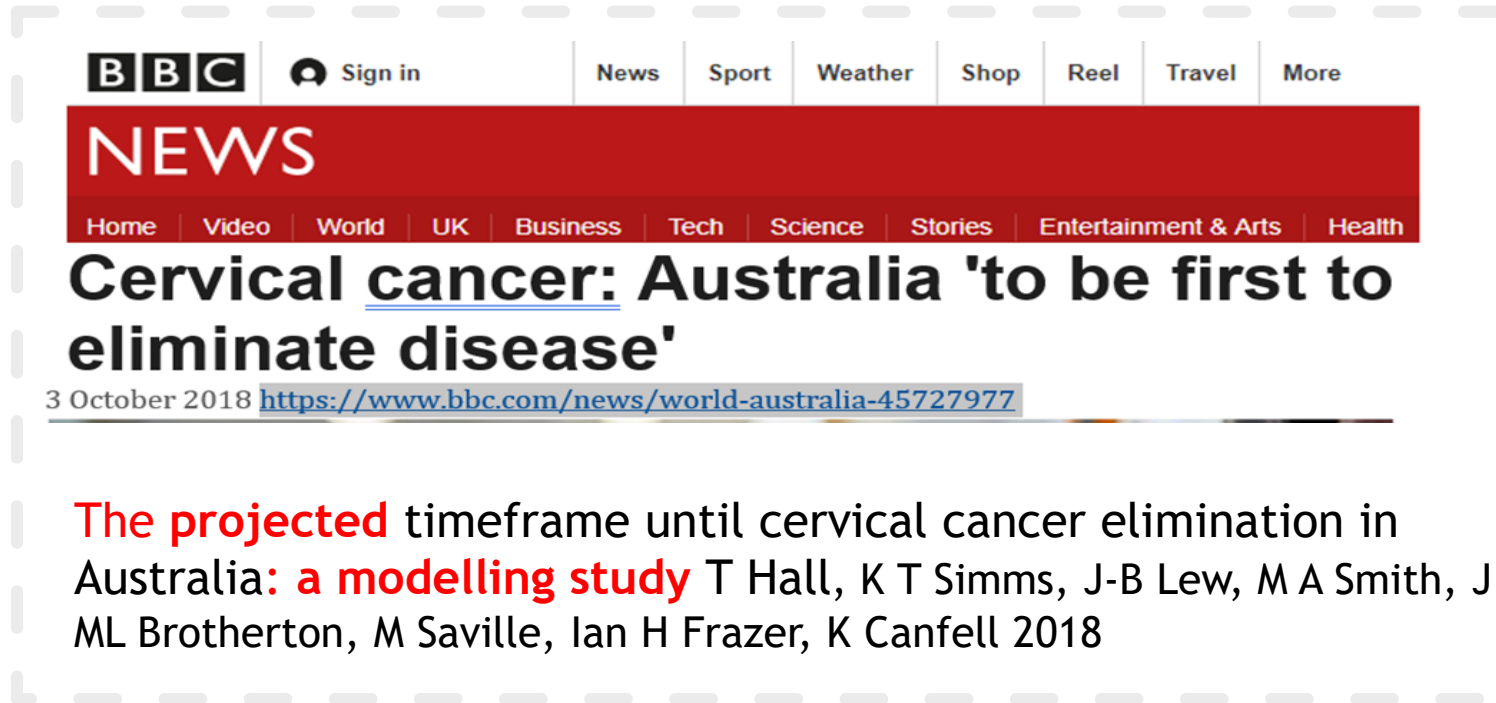 BBC Sign in News Sport Weather Shop Reel Travel More
NEWS
Home Video World UK Business Tech Science Stories Entertainment & Arts Health
Cervical cancer: Australia 'to be first to
eliminate disease'
3 October 2018 https://www.bbc.com/news/world-australia-45727977
The projected timeframe until cervical cancer elimination in
Australia: a modelling study T Hall, K T Simms, J-B Lew, M A Smith, J
ML Brotherton, M Saville, Ian H Frazer, K Canfell 2018